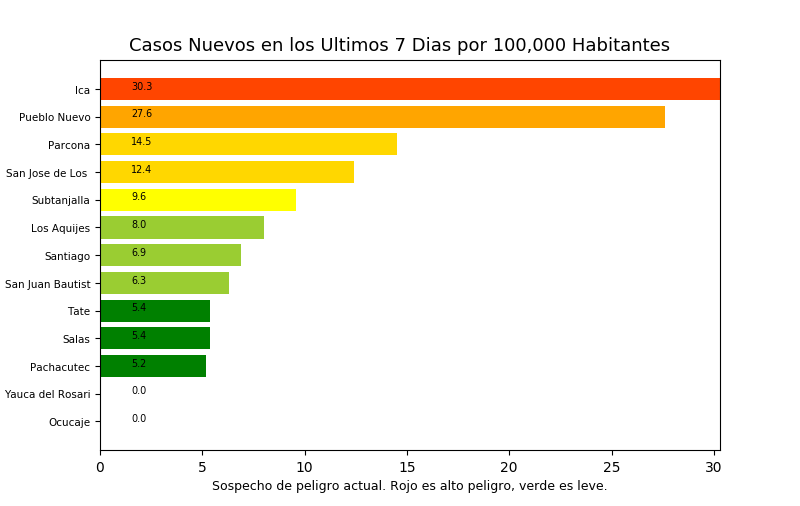 Casos Nuevos en los Ultimos 7 Dias por 100,000 Habitantes
Ica 30.3
Pueblo Nuevo 27.6
Parcona 14.5
San Jose de Los 12.4
Subtanjalla 9.6
Los Aquijes 8.0
Santiago 6.9
San Juan Bautist 6.3
Tate 5.4
Salas 5.4
Pachacutec 5.2
Yauca del Rosari 0.0
Ocucaje 0.0
0 5 10 15 20 25 30
Sospecho de peligro actual. Rojo es alto peligro, verde es leve.